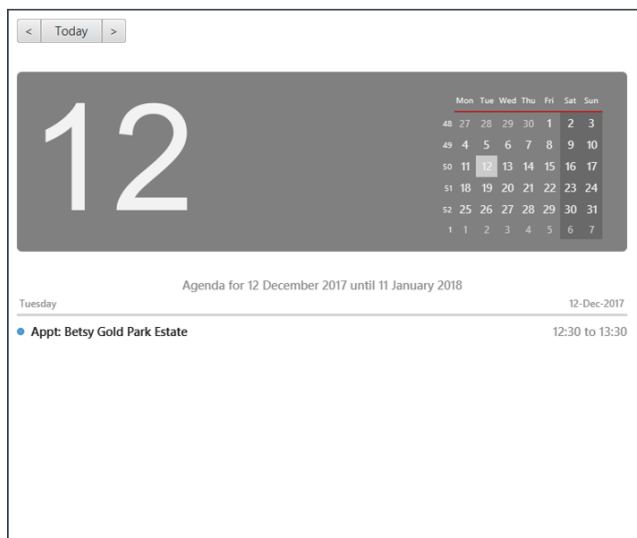 < Today >
12
Mon Tue Wed Thu Fri Sat Sun
48 27 28 29 30 1 2 3
49 4 5 6 7 8 9 10
50 11 12 13 14 15 16 17
51 18 19 20 21 22 23 24
52 25 26 27 28 29 30 31
1 1 2 3 4 5 6 7
Agenda for 12 December 2017 until 11 January 2018
Tuesday 12-Dec-2017
Appt: Betsy Gold Park Estate 12:30 to 13:30